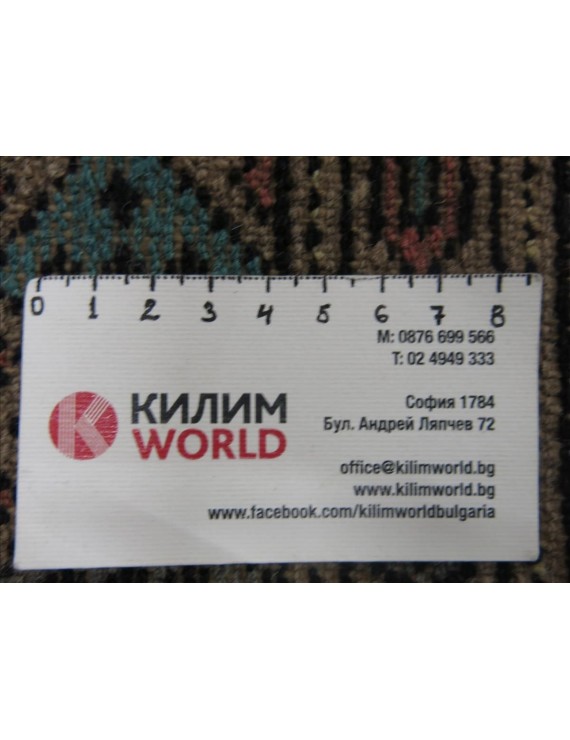 0 1 2 3 4 5 6 7 8
M: 0876 699 566
T: 02 4949 333
КИЛИМ
WORLD
София 1784
Бул. Андрей Ляпчев 72
office@kilimworld.bg
www.kilimworld.bg
www.facebook.com/kilimworldbulgaria